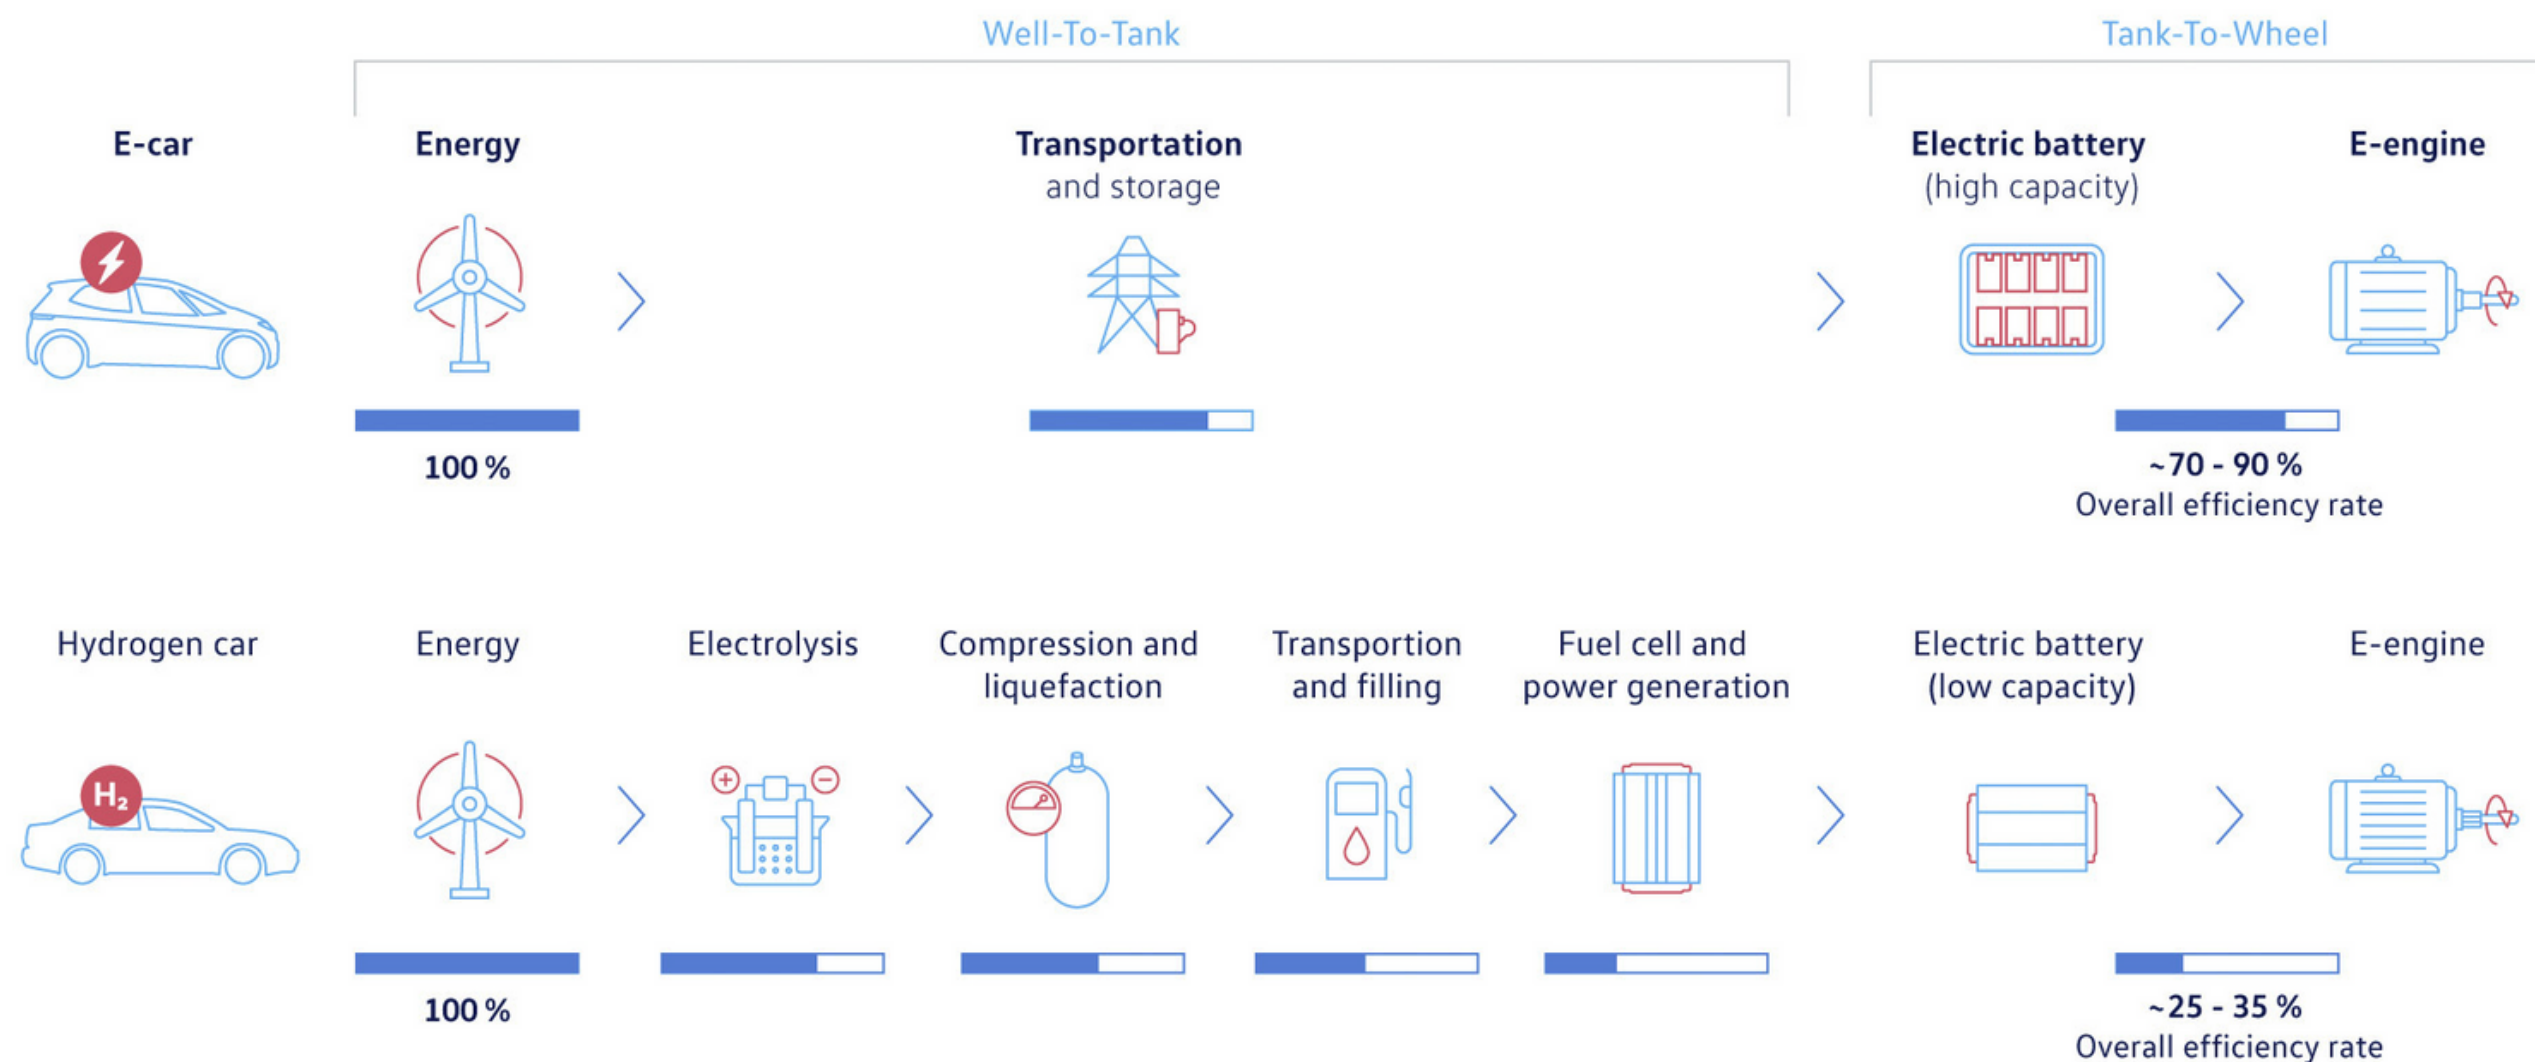 Well-To-Tank
Tank-To-Wheel
E-car
Energy
Transportation
and storage
Electric battery
(high capacity)
E-engine
100 %
~70 - 90 %
Overall efficiency rate
Hydrogen car
Energy
Electrolysis
Compression and
liquefaction
Transportion
and filling
Fuel cell and
power generation
Electric battery
(low capacity)
E-engine
H₂
100 %
~25 - 35 %
Overall efficiency rate